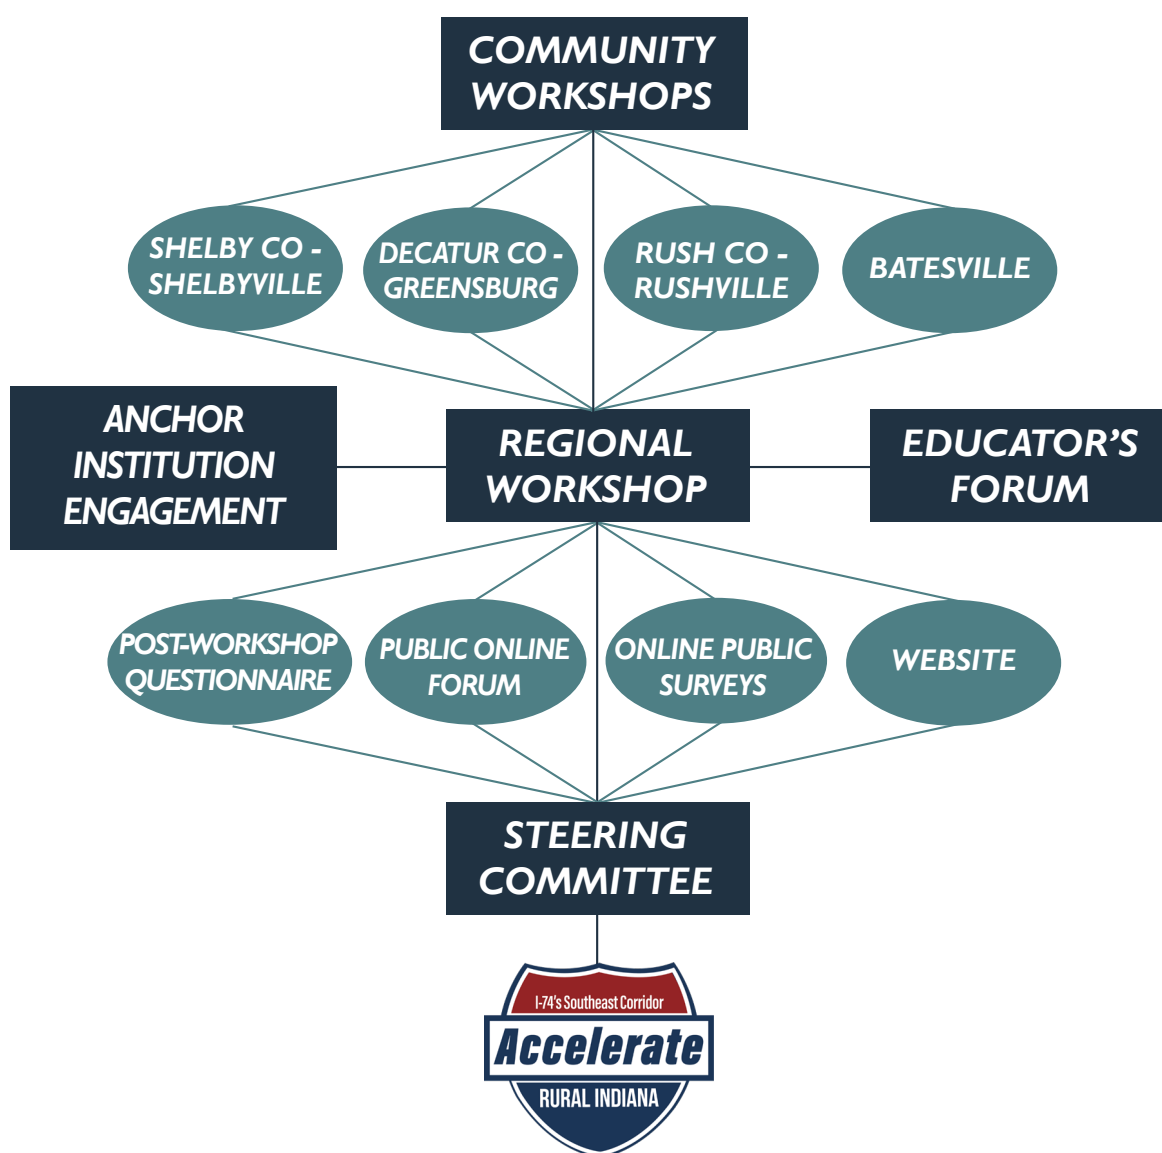 COMMUNITY
WORKSHOPS
SHELBY CO -
SHELBYVILLE
DECATUR CO -
GREENSBURG
RUSH CO -
RUSHVILLE
BATESVILLE
ANCHOR
INSTITUTION
ENGAGEMENT
REGIONAL
WORKSHOP
EDUCATOR’S
FORUM
POST-WORKSHOP
QUESTIONNAIRE
PUBLIC ONLINE
FORUM
ONLINE PUBLIC
SURVEYS
WEBSITE
STEERING
COMMITTEE
I-74's Southeast Corridor
Accelerate
RURAL INDIANA